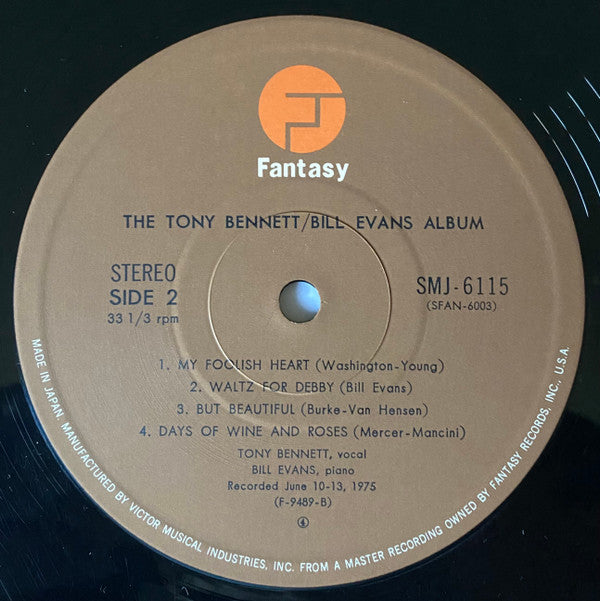 Fantasy
THE TONY BENNETT/BILL EVANS ALBUM
STEREO
SIDE 2
33 1/3 rpm
SMJ-6115
(SFAN-6003)
1. MY FOOLISH HEART (Washington-Young)
2. WALTZ FOR DEBBY (Bill Evans)
3. BUT BEAUTIFUL (Burke-Van Hensen)
4. DAYS OF WINE AND ROSES (Mercer-Mancini)
TONY BENNETT, vocal
BILL EVANS, piano
Recorded June 10-13, 1975
(F-9489-B)
④
MADE IN JAPAN. MANUFACTURED BY VICTOR MUSICAL INDUSTRIES, INC. FROM A MASTER RECORDING OWNED BY FANTASY RECORDS, INC., U.S.A.